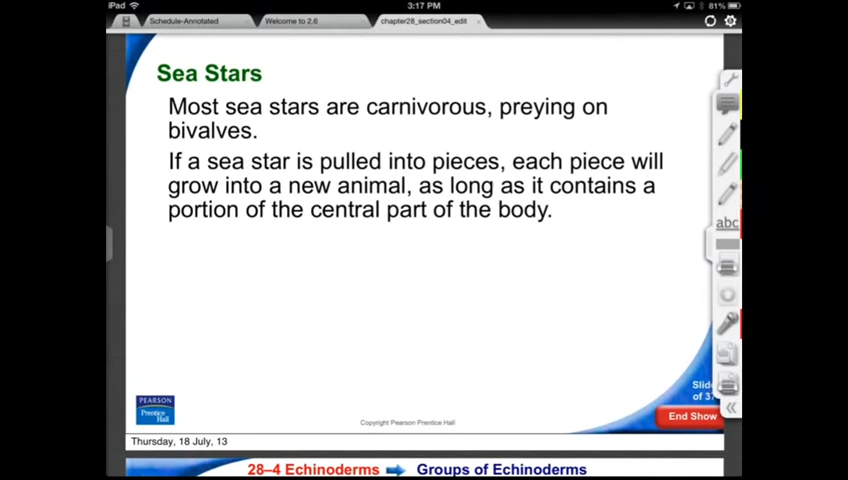 iPad 3:17 PM 81%
Schedule-Annotated Welcome to 2.6 chapter28_section04_edit
Sea Stars
Most sea stars are carnivorous, preying on
bivalves.
If a sea star is pulled into pieces, each piece will
grow into a new animal, as long as it contains a
portion of the central part of the body.
abc
PEARSON
Prentice
Hall
Copyright Pearson Prentice Hall
of 37
End Show
Thursday, 18 July, 13
28–4 Echinoderms Groups of Echinoderms